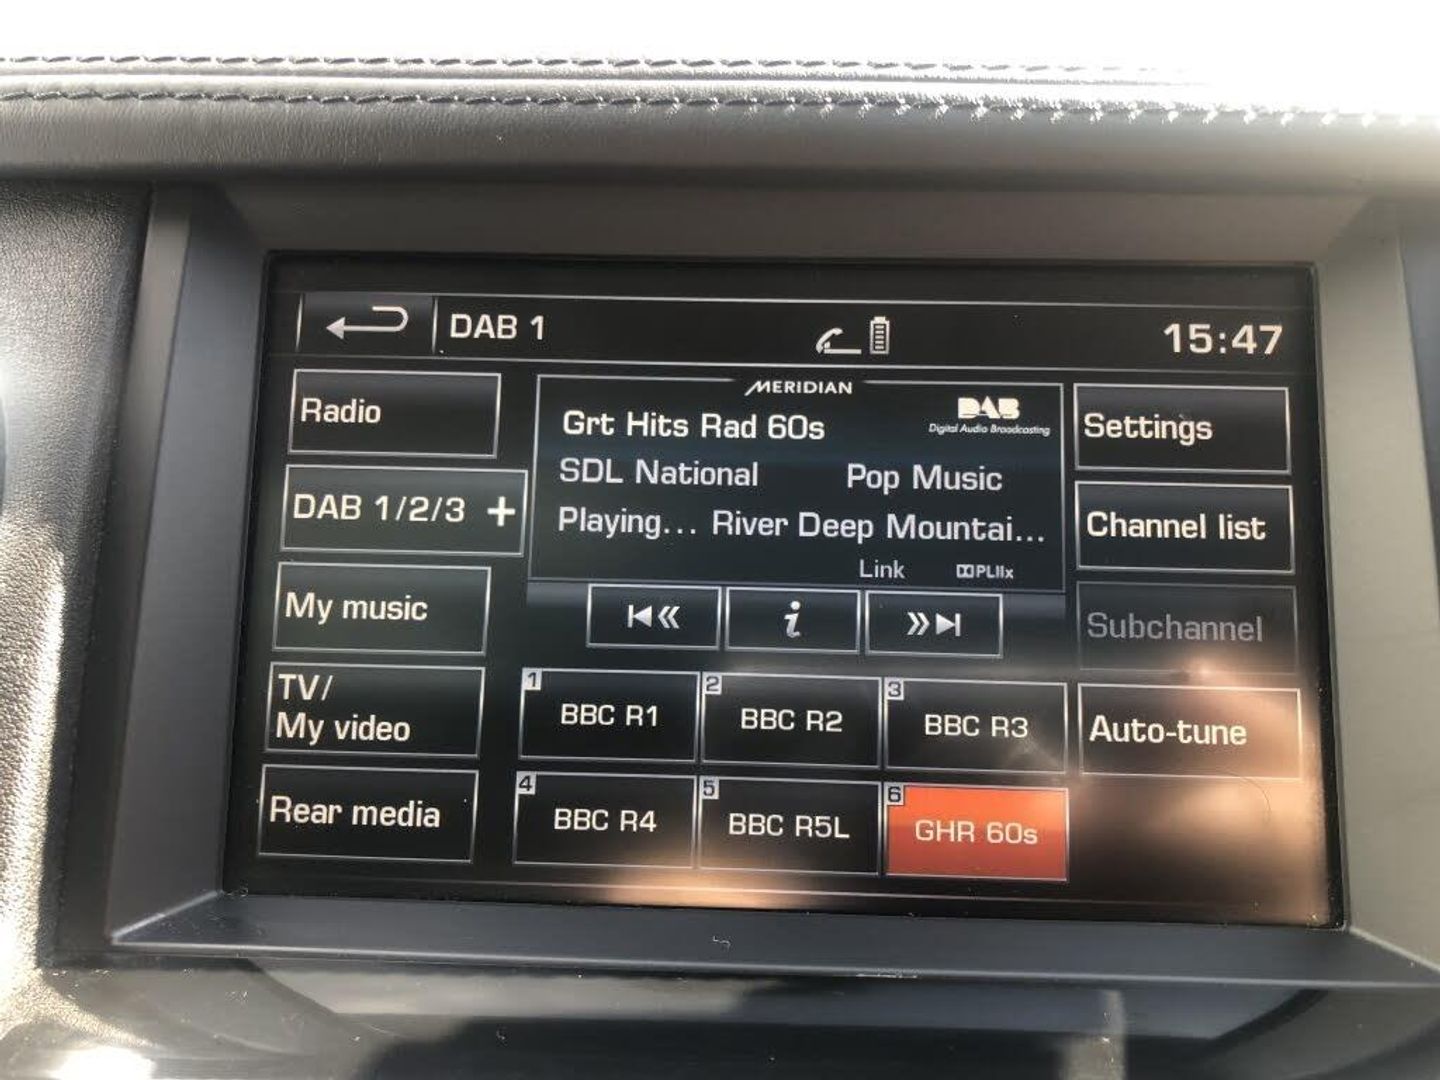 DAB 1
15:47
Radio
DAB 1/2/3 +
My music
TV/
My video
Rear media
MERIDIAN
Grt Hits Rad 60s
DAB
Digital Audio Broadcasting
SDL National Pop Music
Playing... River Deep Mountai...
Link PLIIx
i
1 BBC R1
2 BBC R2
3 BBC R3
4 BBC R4
5 BBC R5L
6 GHR 60s
Settings
Channel list
Subchannel
Auto-tune